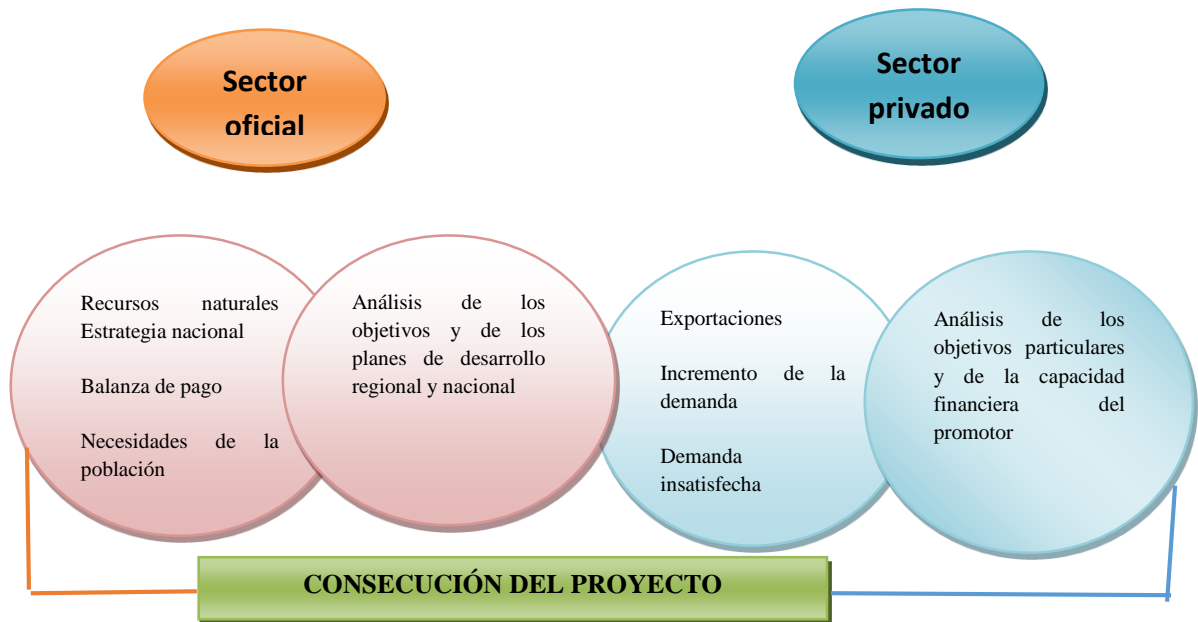 Sector
oficial
Sector
privado
Recursos naturales
Estrategia nacional
Balanza de pago
Necesidades de la
población
Análisis de los
objetivos y de los
planes de desarrollo
regional y nacional
Exportaciones
Incremento de la
demanda
Demanda
insatisfecha
Análisis de los
objetivos particulares
y de la capacidad
financiera del
promotor
CONSECUCIÓN DEL PROYECTO